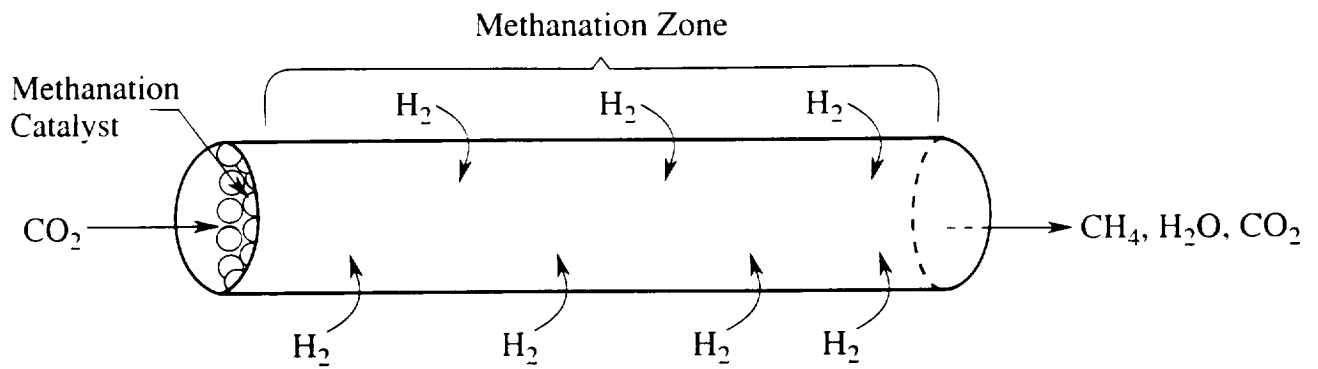 Methanation Zone
Methanation
Catalyst
H₂ H₂ H₂
CO₂
CH₄, H₂O, CO₂
H₂ H₂ H₂ H₂